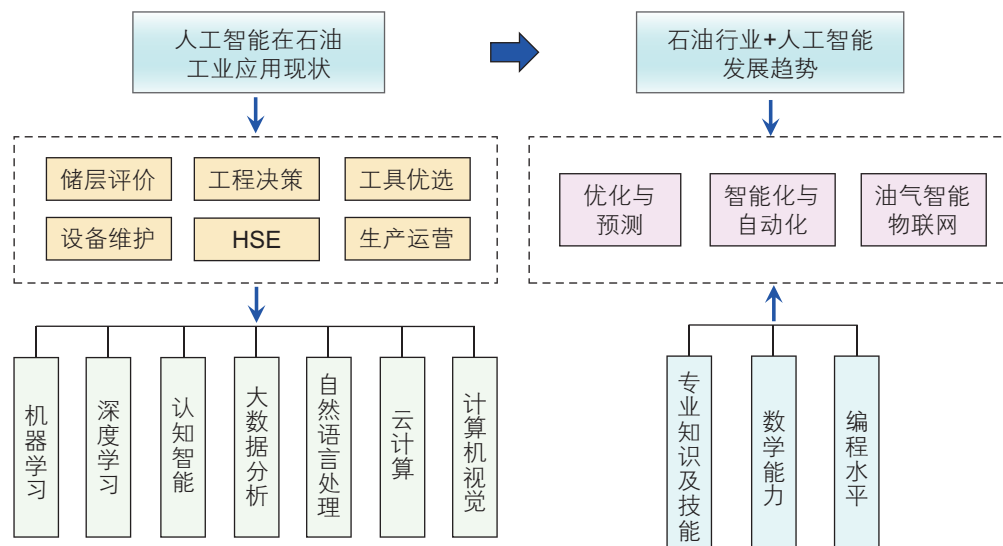 人工智能在石油
工业应用现状
石油行业+人工智能
发展趋势
储层评价
工程决策
工具优选
设备维护
HSE
生产运营
优化与
预测
智能化与
自动化
油气智能
物联网
机器学习
深度学习
认知智能
大数据分析
自然语言处理
云计算
计算机视觉
专业知识及技能
数学能力
编程水平